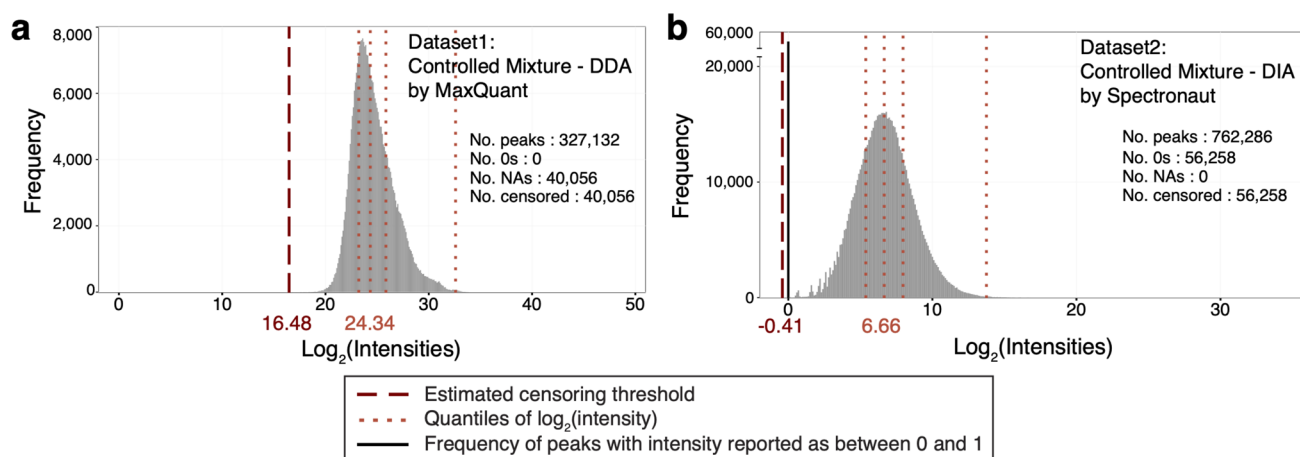 a
8,000
6,000
4,000
2,000
0
Frequency
Dataset1:
Controlled Mixture - DDA
by MaxQuant
No. peaks : 327,132
No. 0s : 0
No. NAs : 40,056
No. censored : 40,056
0 10 20 30 40 50
16.48 24.34
Log2(Intensities)
b
60,000
20,000
10,000
0
Frequency
Dataset2:
Controlled Mixture - DIA
by Spectronaut
No. peaks : 762,286
No. 0s : 56,258
No. NAs : 0
No. censored : 56,258
0 10 20 30
-0.41 6.66
Log2(Intensities)
Estimated censoring threshold
Quantiles of log2(intensity)
Frequency of peaks with intensity reported as between 0 and 1